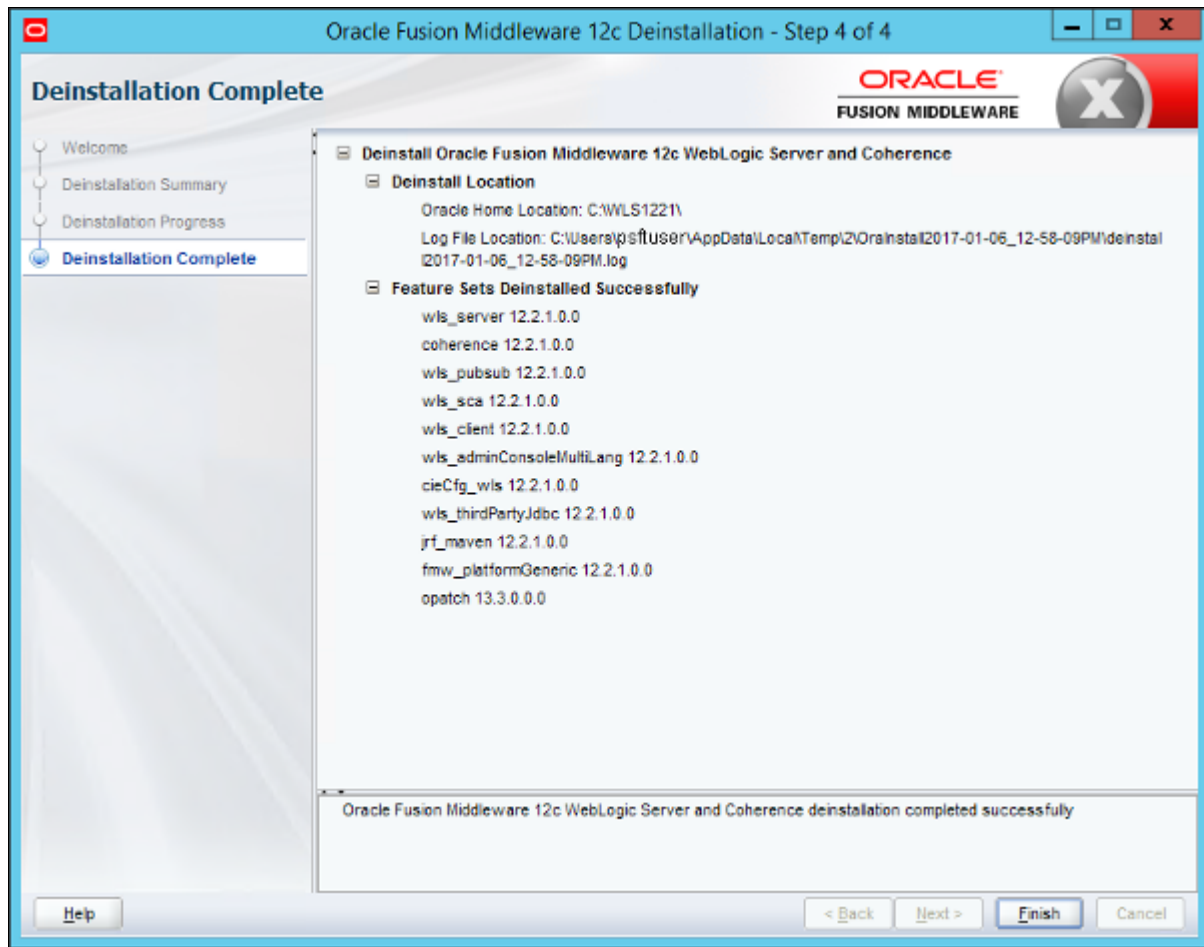 Oracle Fusion Middleware 12c Deinstallation - Step 4 of 4
Deinstallation Complete
ORACLE
FUSION MIDDLEWARE
Welcome
Deinstallation Summary
Deinstallation Progress
Deinstallation Complete
Deinstall Oracle Fusion Middleware 12c WebLogic Server and Coherence
Deinstall Location
Oracle Home Location: C:\WLS1221\
Log File Location: C:\Users\psftuser\AppData\Local\Temp\2\OraInstall2017-01-06_12-58-09PM\deinstal
l2017-01-06_12-58-09PM.log
Feature Sets Deinstalled Successfully
wls_server 12.2.1.0.0
coherence 12.2.1.0.0
wls_pubsub 12.2.1.0.0
wls_sca 12.2.1.0.0
wls_client 12.2.1.0.0
wls_adminConsoleMultiLang 12.2.1.0.0
cieCfg_wls 12.2.1.0.0
wls_thirdPartyJdbc 12.2.1.0.0
jrf_maven 12.2.1.0.0
fmw_platformGeneric 12.2.1.0.0
opatch 13.3.0.0.0
Oracle Fusion Middleware 12c WebLogic Server and Coherence deinstallation completed successfully
Help
< Back
Next >
Finish
Cancel